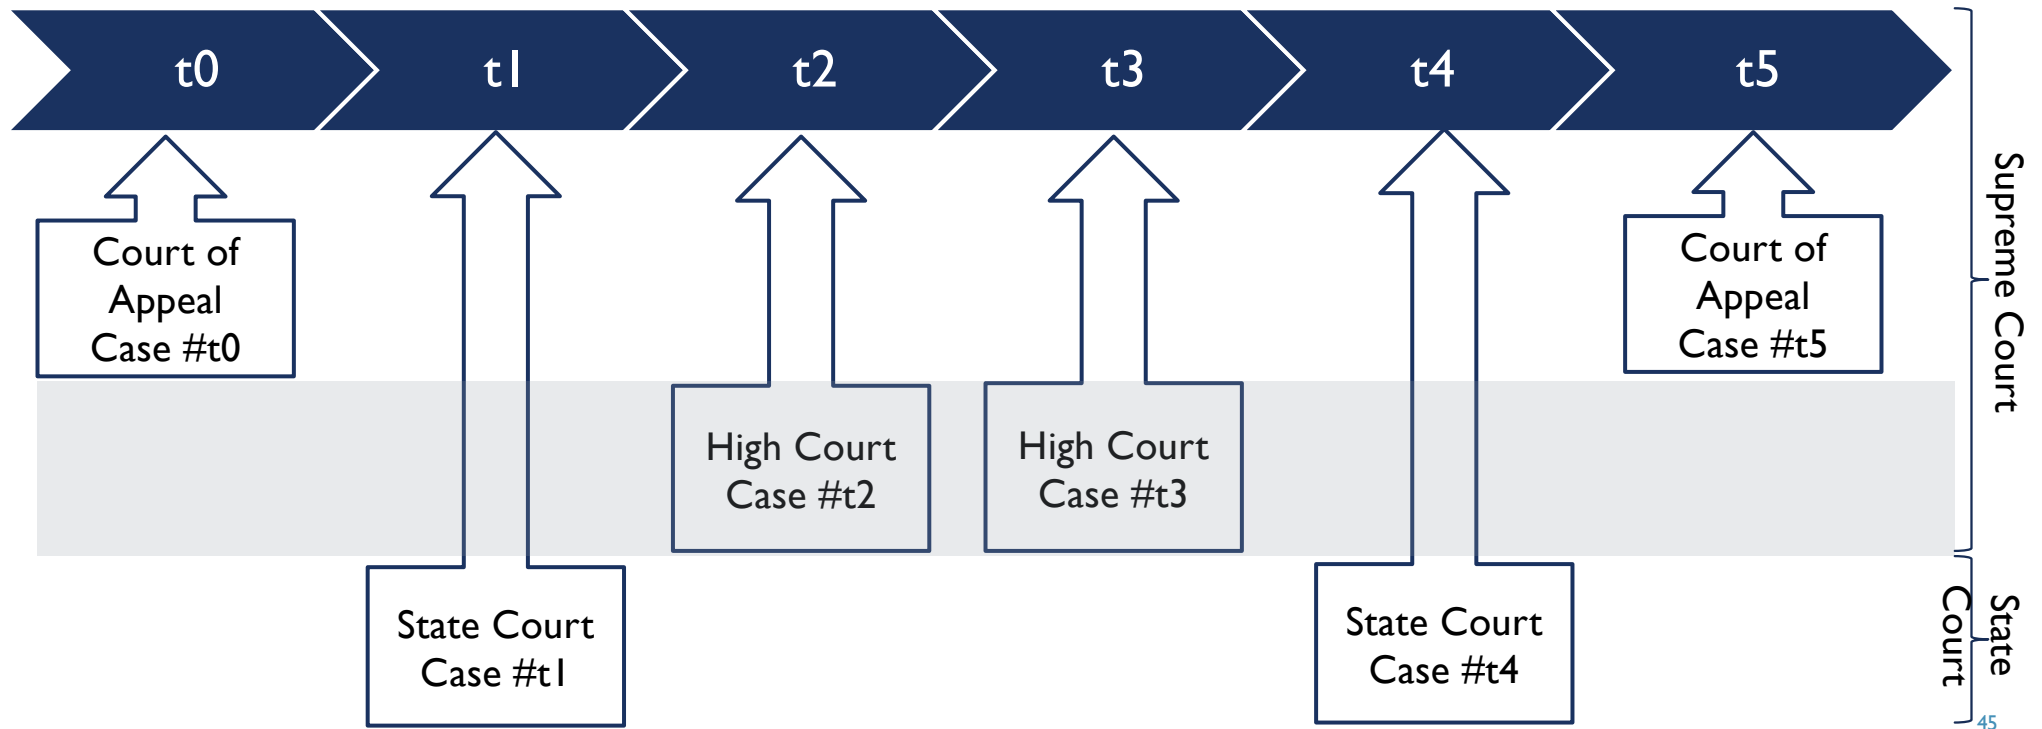 t0
t1
t2
t3
t4
t5
Court of
Appeal
Case #t0
Court of
Appeal
Case #t5
Supreme Court
High Court
Case #t2
High Court
Case #t3
State Court
Case #t1
State Court
Case #t4
State
Court
45